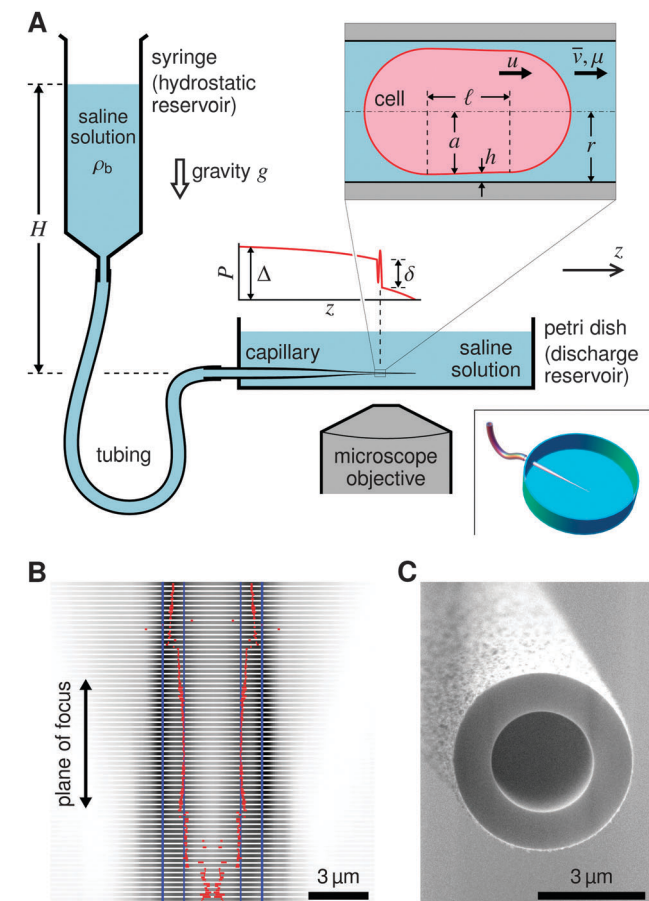 A
syringe
(hydrostatic
reservoir)
saline
solution
ρb
gravity g
H
cell
u
v̄, μ
ℓ
a
h
r
P
Δ
δ
z
z
capillary
saline
solution
petri dish
(discharge
reservoir)
tubing
microscope
objective
B
plane of focus
3 μm
C
3 μm